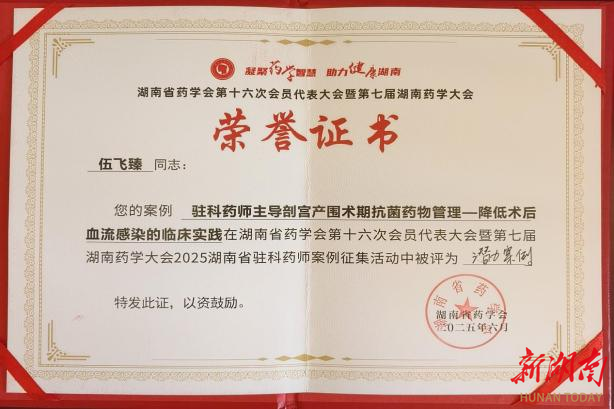 凝聚药学智慧 助力健康湖南
湖南省药学会第十六次会员代表大会暨第七届湖南药学大会
荣誉证书
伍飞臻 同志:
您的案例 驻科药师主导剖宫产围术期抗菌药物管理—降低术后
血流感染的临床实践在湖南省药学会第十六次会员代表大会暨第七届
湖南药学大会2025湖南省驻科药师案例征集活动中被评为 潜力案例
特发此证,以资鼓励。
湖南省药学会
湖南省药学会
二〇二五年六月
新湖南
HUNAN TODAY